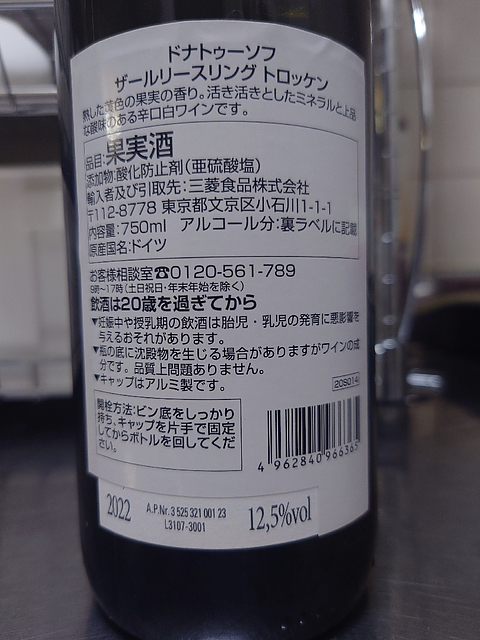 ドナトゥーソフ
ザールリースリング トロッケン
熟した黄色の果実の香り。活き活きとしたミネラルと上品
な酸味のある辛口白ワインです。
品目:果実酒
添加物:酸化防止剤(亜硫酸塩)
輸入者及び引取先:三菱食品株式会社
〒112-8778 東京都文京区小石川1-1-1
内容量:750ml アルコール分:裏ラベルに記載
原産国名:ドイツ
お客様相談室☎0120-561-789
9時〜17時(土日祝日・年末年始を除く)
飲酒は20歳を過ぎてから
▼妊娠中や授乳期の飲酒は胎児・乳児の発育に悪影響を
与えるおそれがあります。
▼瓶の底に沈殿物を生じる場合がありますがワインの成
分です。品質上問題ありません。
▼キャップはアルミ製です。
209014
開栓方法:ビン底をしっかり
持ち、キャップを片手で固定
してからボトルを回してくだ
さい。
4 962840 966365
2022
A.P.Nr. 3 525 321 001 23
L3107-3001
12,5%vol